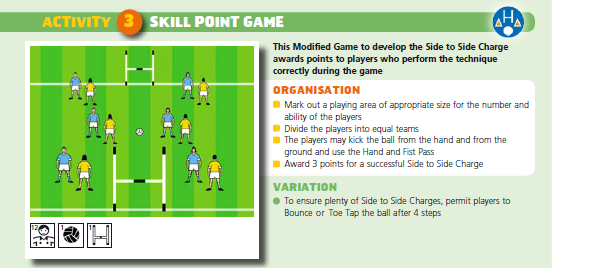 ACTIVITY 3 SKILL POINT GAME
This Modified Game to develop the Side to Side Charge
awards points to players who perform the technique
correctly during the game
ORGANISATION
Mark out a playing area of appropriate size for the number and
ability of the players
Divide the players into equal teams
The players may kick the ball from the hand and from the
ground and use the Hand and Fist Pass
Award 3 points for a successful Side to Side Charge
VARIATION
To ensure plenty of Side to Side Charges, permit players to
Bounce or Toe Tap the ball after 4 steps
12 1 1